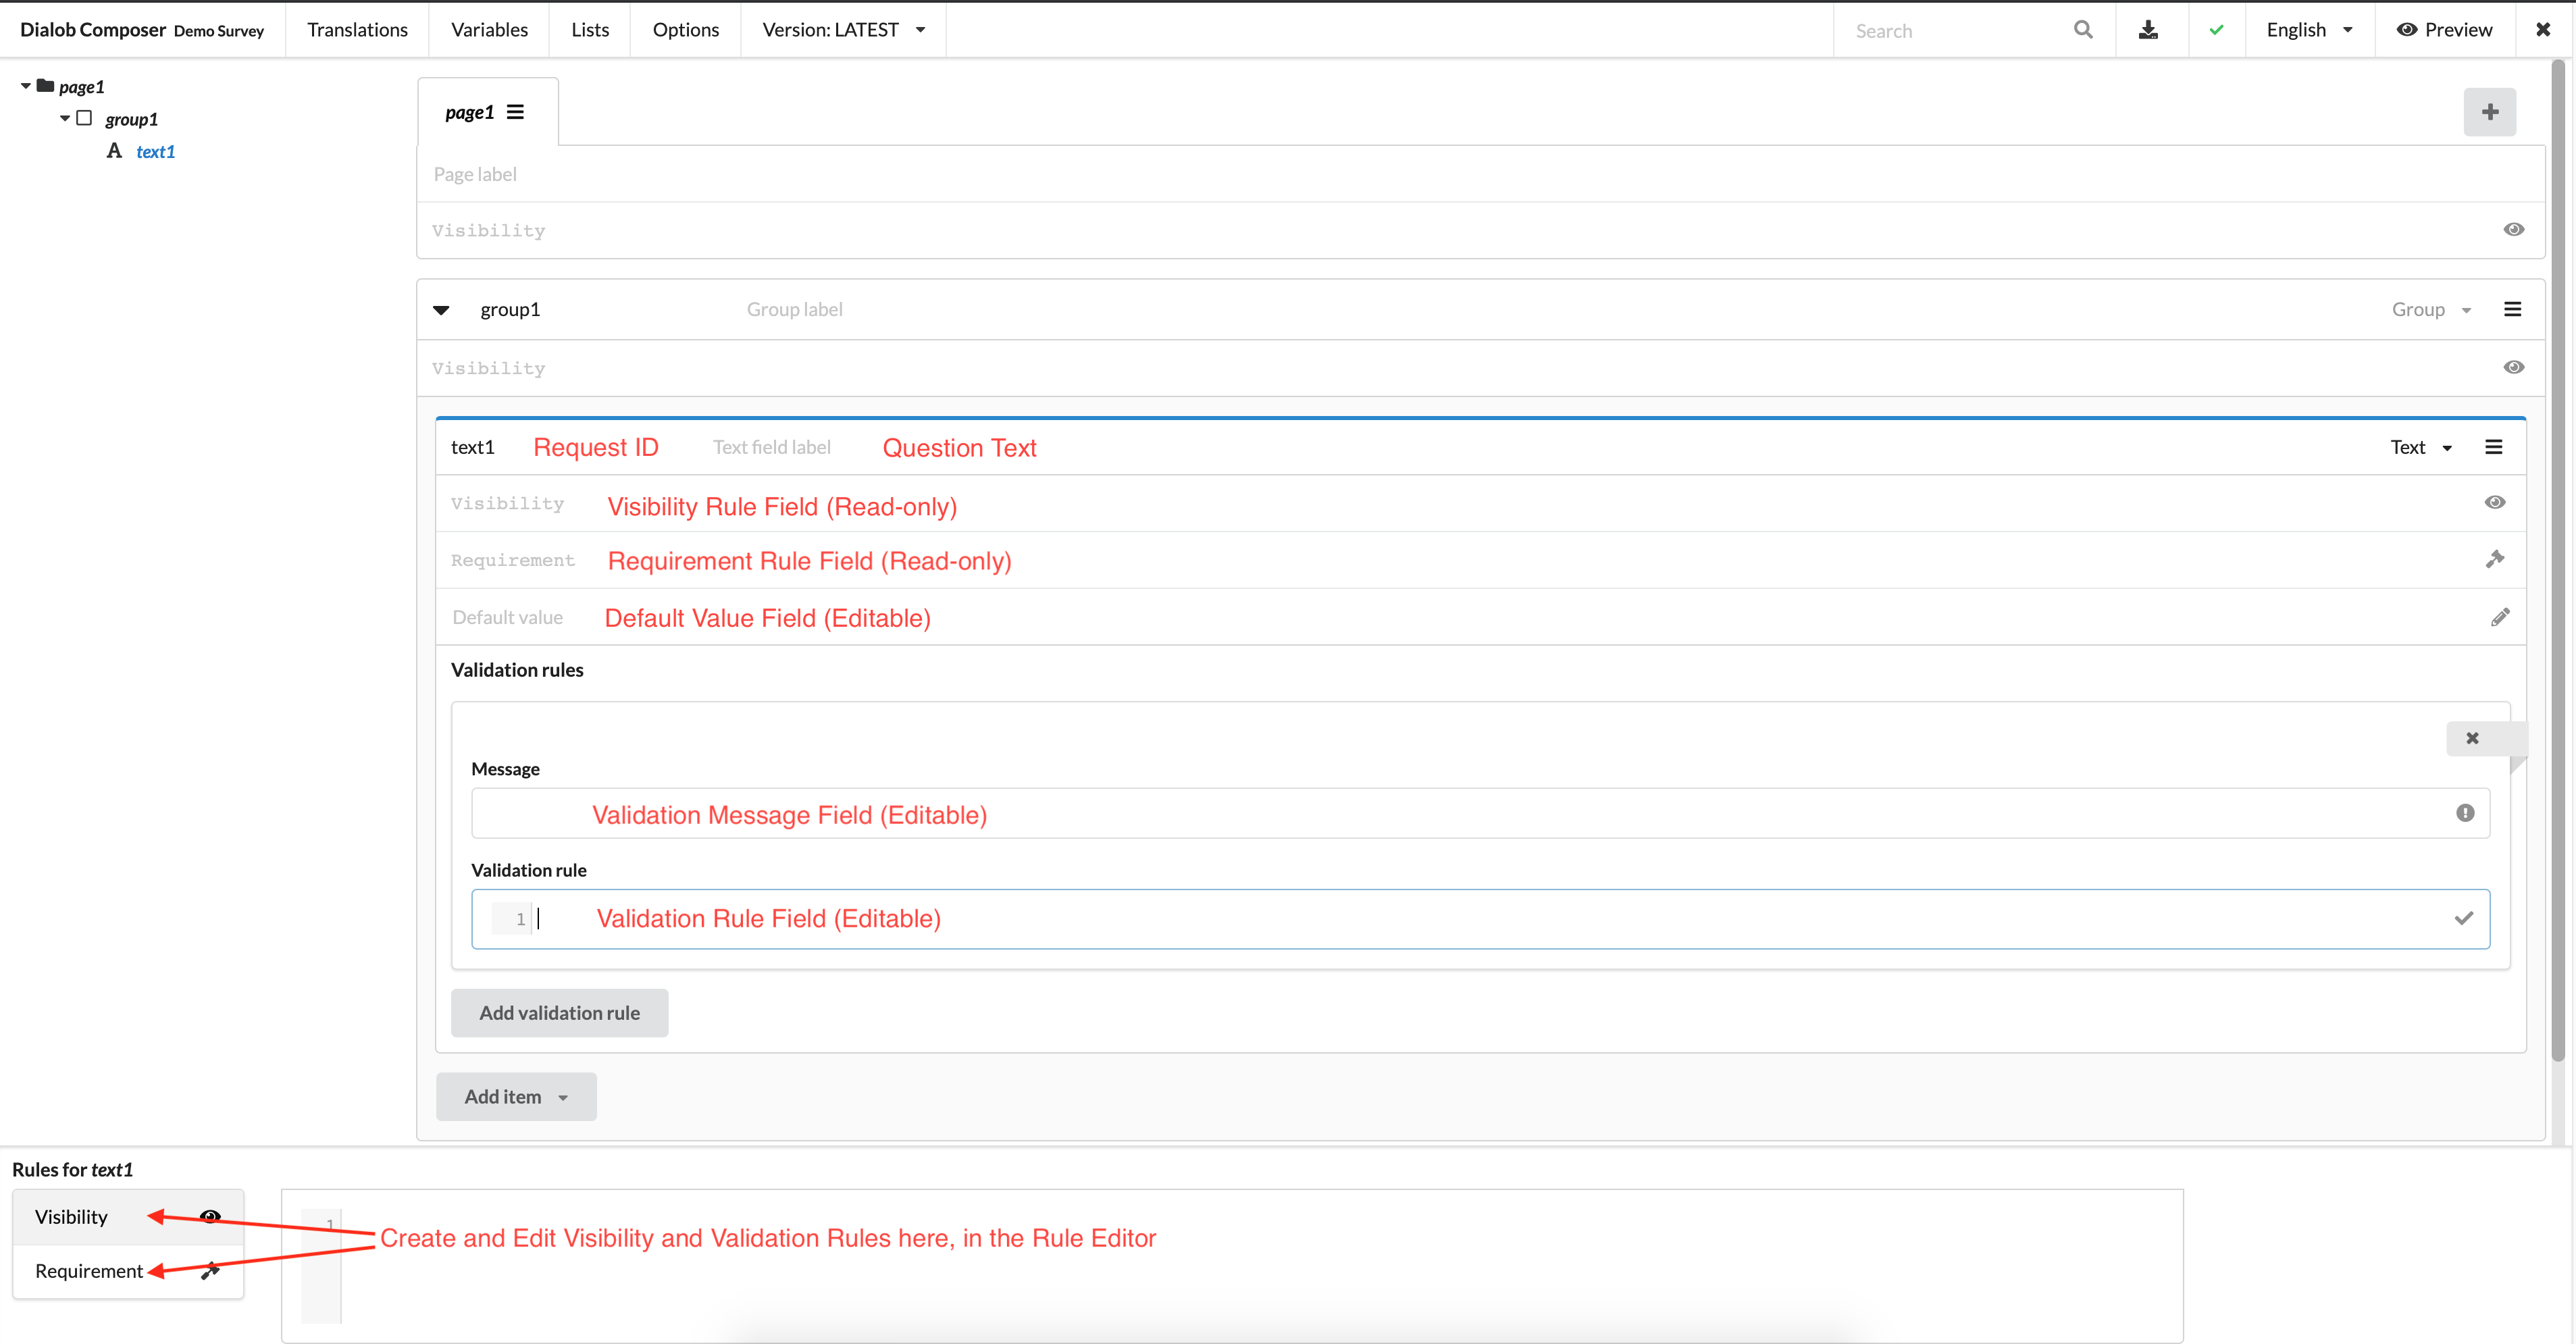 Dialob Composer Demo Survey Translations Variables Lists Options Version: LATEST Search English Preview
page1
group1
A text1
page1
Page label
Visibility
group1 Group label Group
Visibility
text1 Request ID Text field label Question Text Text
Visibility Visibility Rule Field (Read-only)
Requirement Requirement Rule Field (Read-only)
Default value Default Value Field (Editable)
Validation rules
Message
Validation Message Field (Editable)
Validation rule
1 Validation Rule Field (Editable)
Add validation rule
Add item
Rules for text1
Visibility
1
Create and Edit Visibility and Validation Rules here, in the Rule Editor
Requirement